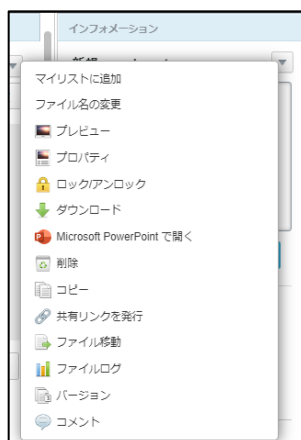 インフォメーション
マイリストに追加
ファイル名の変更
プレビュー
プロパティ
ロック/アンロック
ダウンロード
Microsoft PowerPoint で開く
削除
コピー
共有リンクを発行
ファイル移動
ファイルログ
バージョン
コメント